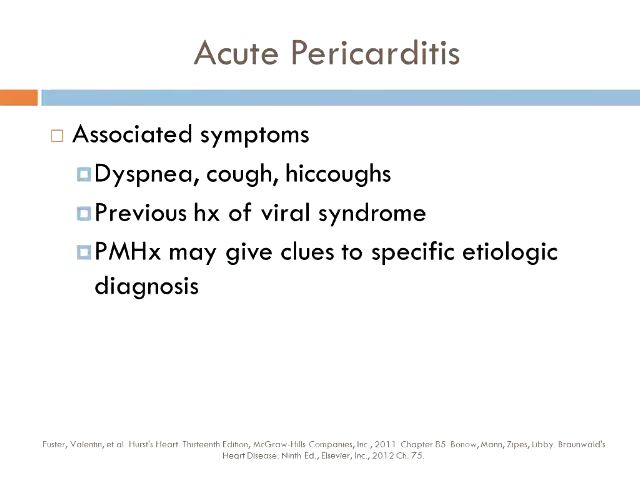 Acute Pericarditis
Associated symptoms
Dyspnea, cough, hiccoughs
Previous hx of viral syndrome
PMHx may give clues to specific etiologic
diagnosis
Fuster, Valentin, et al. Hurst's Heart. Thirteenth Edition, McGraw-Hills Companies, Inc., 2011. Chapter 85. Bonow, Mann, Zipes, Libby. Braunwald's
Heart Disease. Ninth Ed., Elsevier, Inc., 2012 Ch. 75.